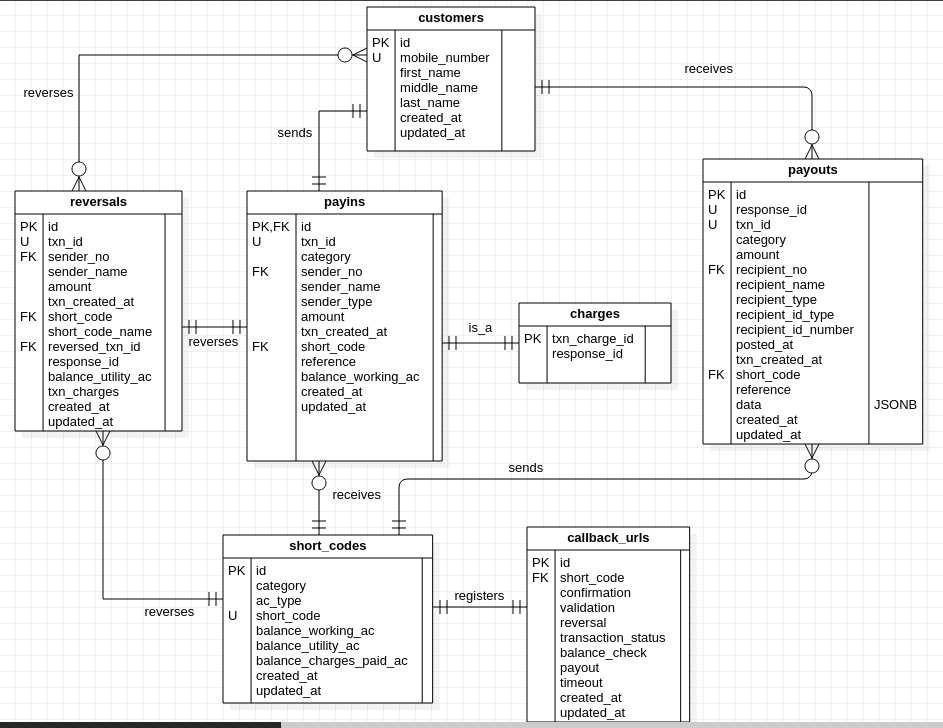 customers
PK id
U mobile_number
first_name
middle_name
last_name
created_at
updated_at
reverses
sends
receives
reversals
PK id
U txn_id
FK sender_no
sender_name
amount
txn_created_at
FK short_code
short_code_name
FK reversed_txn_id
response_id
balance_utility_ac
txn_charges
created_at
updated_at
reverses
payins
PK,FK id
U txn_id
category
FK sender_no
sender_name
sender_type
amount
txn_created_at
FK short_code
reference
balance_working_ac
created_at
updated_at
is_a
charges
PK txn_charge_id
response_id
payouts
PK id
U response_id
U txn_id
category
amount
FK recipient_no
recipient_name
recipient_type
recipient_id_type
recipient_id_number
posted_at
txn_created_at
FK short_code
reference
data JSONB
created_at
updated_at
sends
receives
reverses
short_codes
PK id
category
ac_type
U short_code
balance_working_ac
balance_utility_ac
balance_charges_paid_ac
created_at
updated_at
registers
callback_urls
PK id
FK short_code
confirmation
validation
reversal
transaction_status
balance_check
payout
timeout
created_at
updated_at